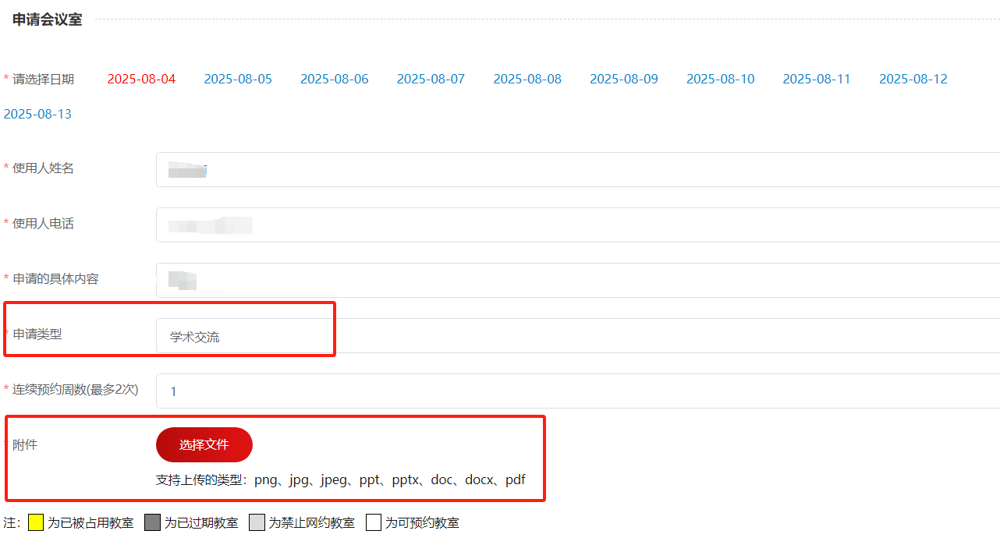 申请会议室
* 请选择日期 2025-08-04 2025-08-05 2025-08-06 2025-08-07 2025-08-08 2025-08-09 2025-08-10 2025-08-11 2025-08-12
2025-08-13
* 使用人姓名
* 使用人电话
* 申请的具体内容
* 申请类型 学术交流
* 连续预约周数(最多2次) 1
* 附件 选择文件
支持上传的类型：png、jpg、jpeg、ppt、pptx、doc、docx、pdf
注： 为已被占用教室 为已过期教室 为禁止网约教室 为可预约教室